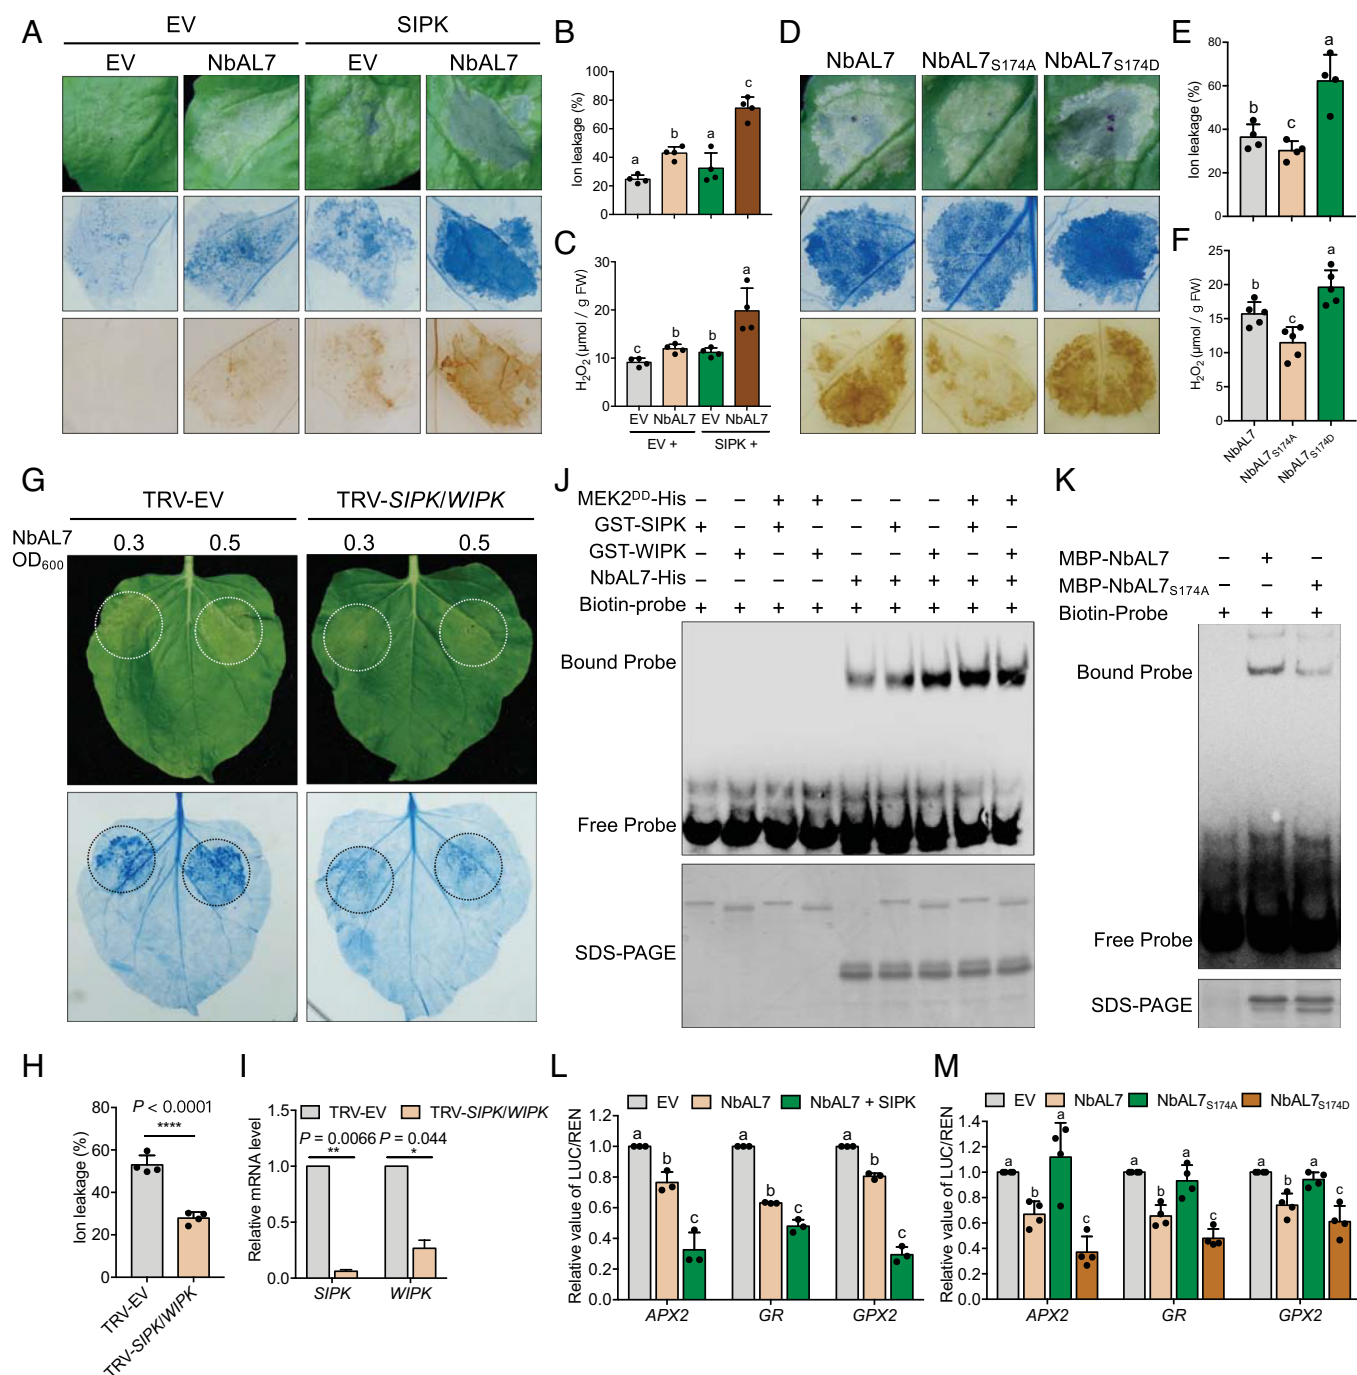 A
EV SIPK
EV NbAL7 EV NbAL7
B
Ion leakage (%)
100
80
60
40
20
0
a b a c
C
H2O2 (μmol / g FW)
30
20
10
0
c b b a
EV NbAL7 EV NbAL7
EV + SIPK +
D
NbAL7 NbAL7S174A NbAL7S174D
E
Ion leakage (%)
80
60
40
20
0
b c a
F
H2O2 (μmol / g FW)
25
20
15
10
5
0
b c a
NbAL7 NbAL7S174A NbAL7S174D
G
TRV-EV TRV-SIPK/WIPK
NbAL7 OD600
0.3 0.5 0.3 0.5
J
MEK2DD-His – – + + – – – + +
GST-SIPK + – + – – + – + –
GST-WIPK – + – + – – + – +
NbAL7-His – – – – + + + + +
Biotin-probe + + + + + + + + +
Bound Probe
Free Probe
SDS-PAGE
K
MBP-NbAL7 – + –
MBP-NbAL7S174A – – +
Biotin-Probe + + +
Bound Probe
Free Probe
SDS-PAGE
H
P < 0.0001
****
Ion leakage (%)
80
60
40
20
0
TRV-EV TRV-SIPK/WIPK
I
TRV-EV TRV-SIPK/WIPK
P = 0.0066 P = 0.044
** *
Relative mRNA level
1.5
1.0
0.5
0.0
SIPK WIPK
L
EV NbAL7 NbAL7 + SIPK
Relative value of LUC/REN
1.2
1.0
0.8
0.6
0.4
0.2
0.0
a b c a b c a b c
APX2 GR GPX2
M
EV NbAL7 NbAL7S174A NbAL7S174D
Relative value of LUC/REN
1.4
1.2
1.0
0.8
0.6
0.4
0.2
0.0
a b a c a b a c a b a c
APX2 GR GPX2